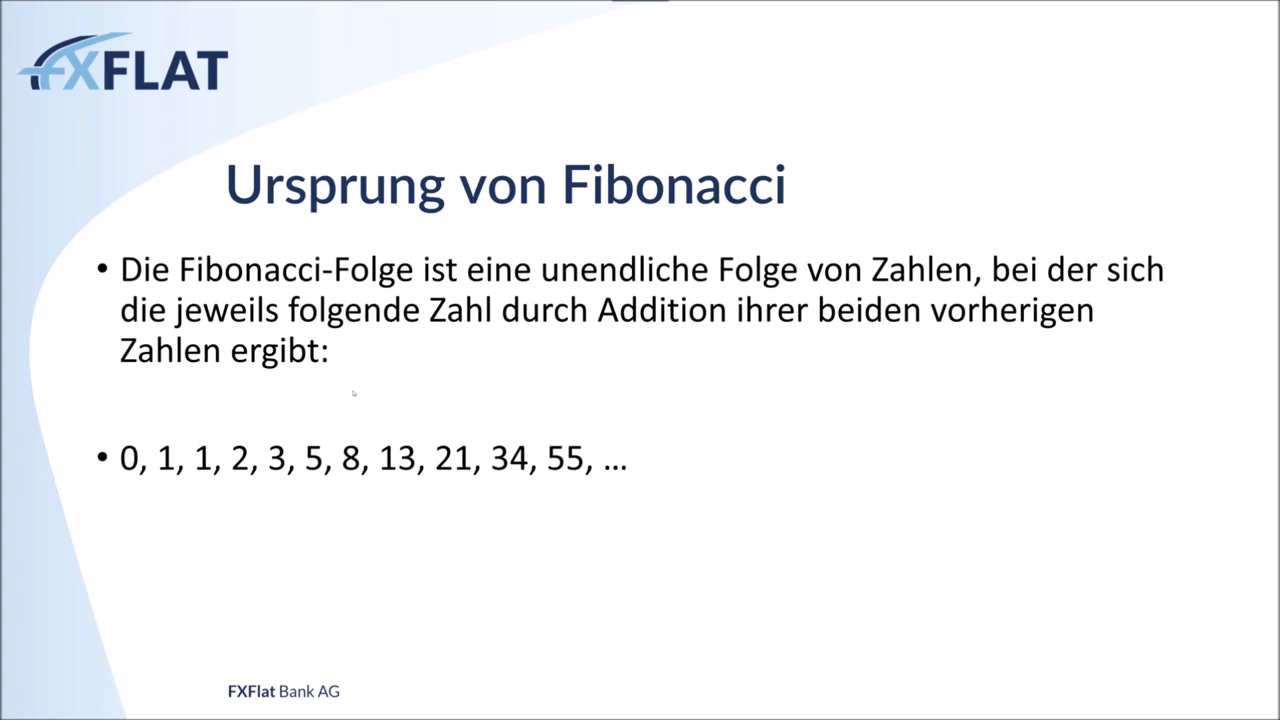 FXFLAT
Ursprung von Fibonacci
• Die Fibonacci-Folge ist eine unendliche Folge von Zahlen, bei der sich
die jeweils folgende Zahl durch Addition ihrer beiden vorherigen
Zahlen ergibt:
• 0, 1, 1, 2, 3, 5, 8, 13, 21, 34, 55, ...
FXFlat Bank AG